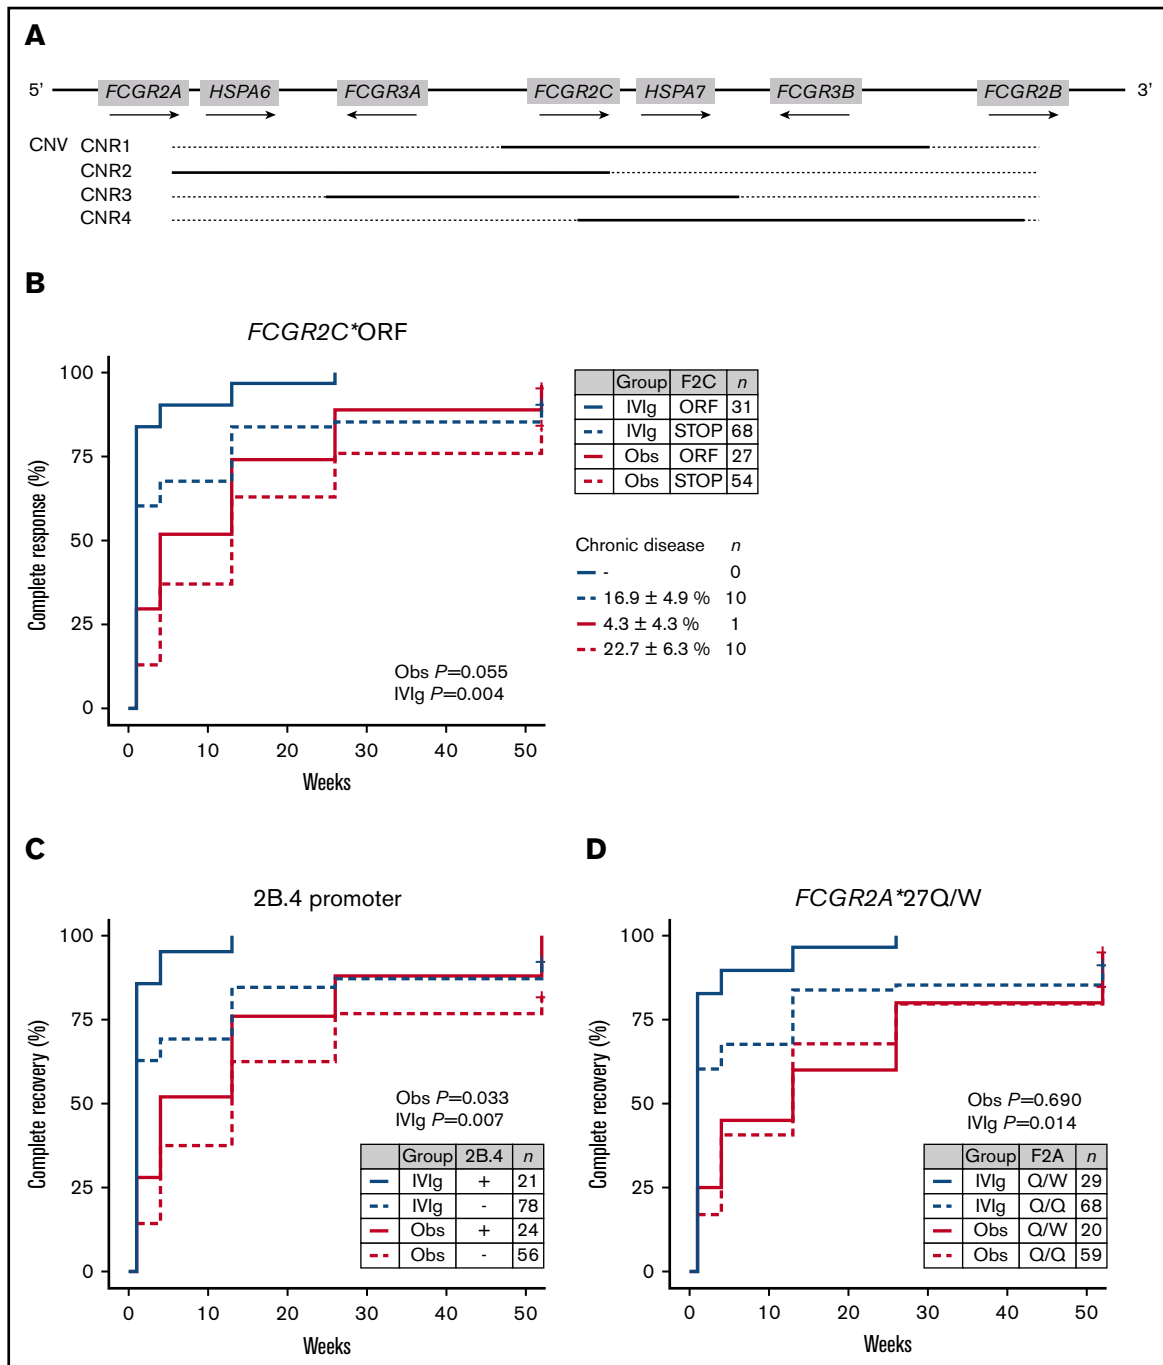 A
5' FCGR2A HSPA6 FCGR3A FCGR2C HSPA7 FCGR3B FCGR2B 3'
CNV CNR1
CNR2
CNR3
CNR4
B
FCGR2C*ORF
Complete response (%)
100
75
50
25
0
0 10 20 30 40 50
Weeks
Obs P=0.055
IVIg P=0.004
Group F2C n
IVIg ORF 31
IVIg STOP 68
Obs ORF 27
Obs STOP 54
Chronic disease n
- 0
16.9 ± 4.9 % 10
4.3 ± 4.3 % 1
22.7 ± 6.3 % 10
C
2B.4 promoter
Complete recovery (%)
100
75
50
25
0
0 10 20 30 40 50
Weeks
Obs P=0.033
IVIg P=0.007
Group 2B.4 n
IVIg + 21
IVIg - 78
Obs + 24
Obs - 56
D
FCGR2A*27Q/W
Complete recovery (%)
100
75
50
25
0
0 10 20 30 40 50
Weeks
Obs P=0.690
IVIg P=0.014
Group F2A n
IVIg Q/W 29
IVIg Q/Q 68
Obs Q/W 20
Obs Q/Q 59